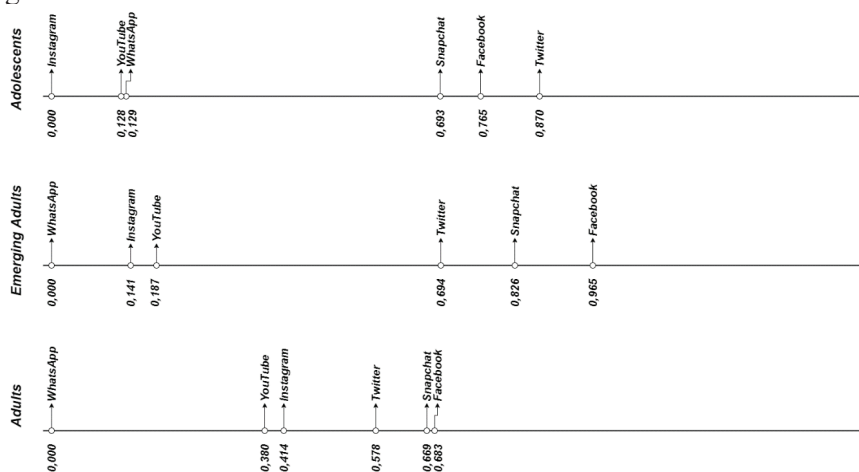 Adolescents
Instagram
YouTube
WhatsApp
Snapchat
Facebook
Twitter
0,000
0,128
0,129
0,693
0,765
0,870
Emerging Adults
WhatsApp
Instagram
YouTube
Twitter
Snapchat
Facebook
0,000
0,141
0,187
0,694
0,826
0,965
Adults
WhatsApp
YouTube
Instagram
Twitter
Snapchat
Facebook
0,000
0,380
0,414
0,578
0,669
0,683